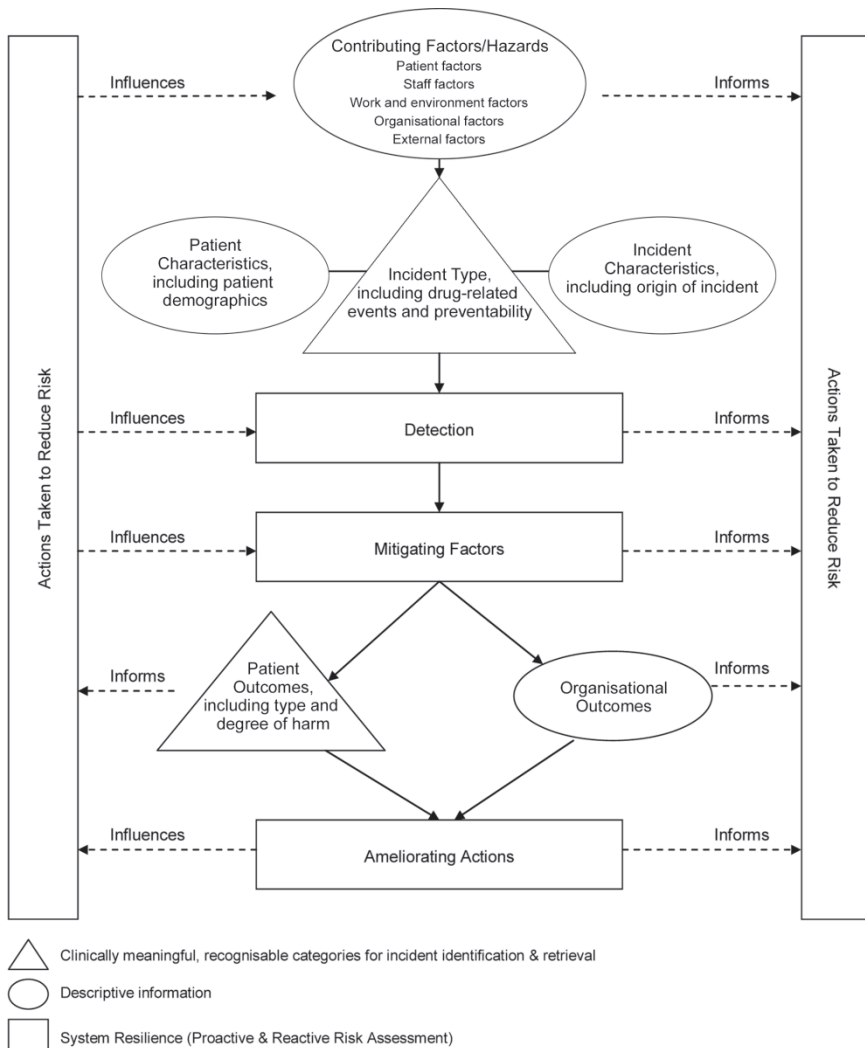 Contributing Factors/Hazards
Patient factors
Staff factors
Work and environment factors
Organisational factors
External factors
Influences
Informs
Patient
Characteristics,
including patient
demographics
Incident Type,
including drug-related
events and preventability
Incident
Characteristics,
including origin of incident
Actions Taken to Reduce Risk
Actions Taken to Reduce Risk
Influences
Detection
Informs
Influences
Mitigating Factors
Informs
Informs
Patient
Outcomes,
including type and
degree of harm
Organisational
Outcomes
Informs
Influences
Ameliorating Actions
Informs
Clinically meaningful, recognisable categories for incident identification & retrieval
Descriptive information
System Resilience (Proactive & Reactive Risk Assessment)